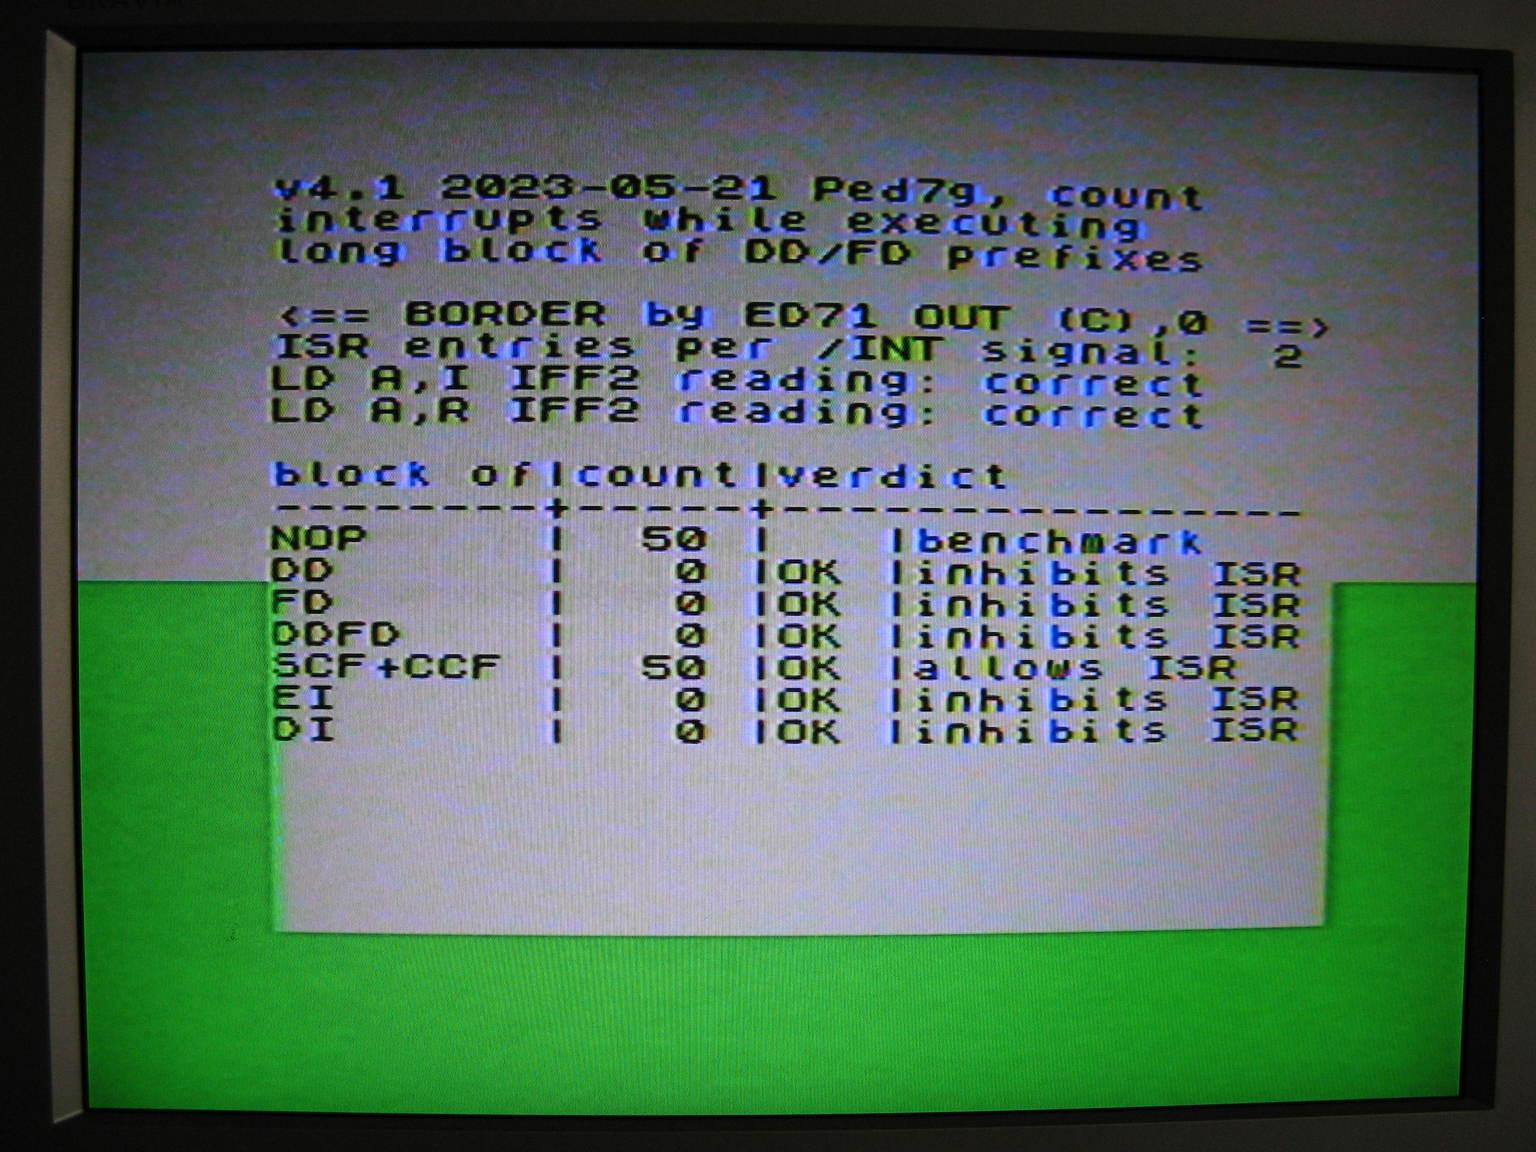 v4.1 2023-05-21 Ped7g, count
interrupts while executing
long block of DD/FD prefixes
<== BORDER by ED71 OUT (C),0 ==>
ISR entries per /INT signal:  2
LD A,I IFF2 reading: correct
LD A,R IFF2 reading: correct
block of|count|verdict
--------+-----+-----------------
NOP     |   50|    |benchmark
DD      |    0 |OK |inhibits ISR
FD      |    0 |OK |inhibits ISR
DDFD    |    0 |OK |inhibits ISR
SCF+CCF |   50 |OK |allows ISR
EI      |    0 |OK |inhibits ISR
DI      |    0 |OK |inhibits ISR